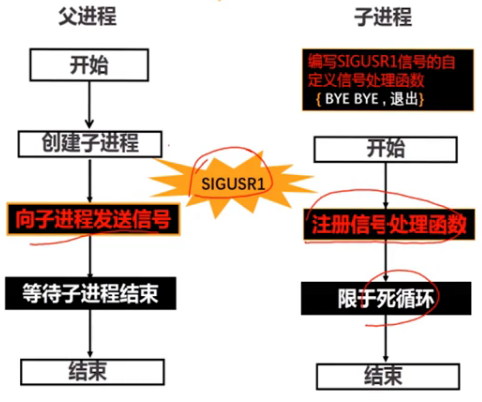 父进程
开始
创建子进程
向子进程发送信号
等待子进程结束
结束
SIGUSR1
子进程
编写SIGUSR1信号的自
定义信号处理函数
{ BYE BYE , 退出}
开始
注册信号处理函数
限于死循环
结束